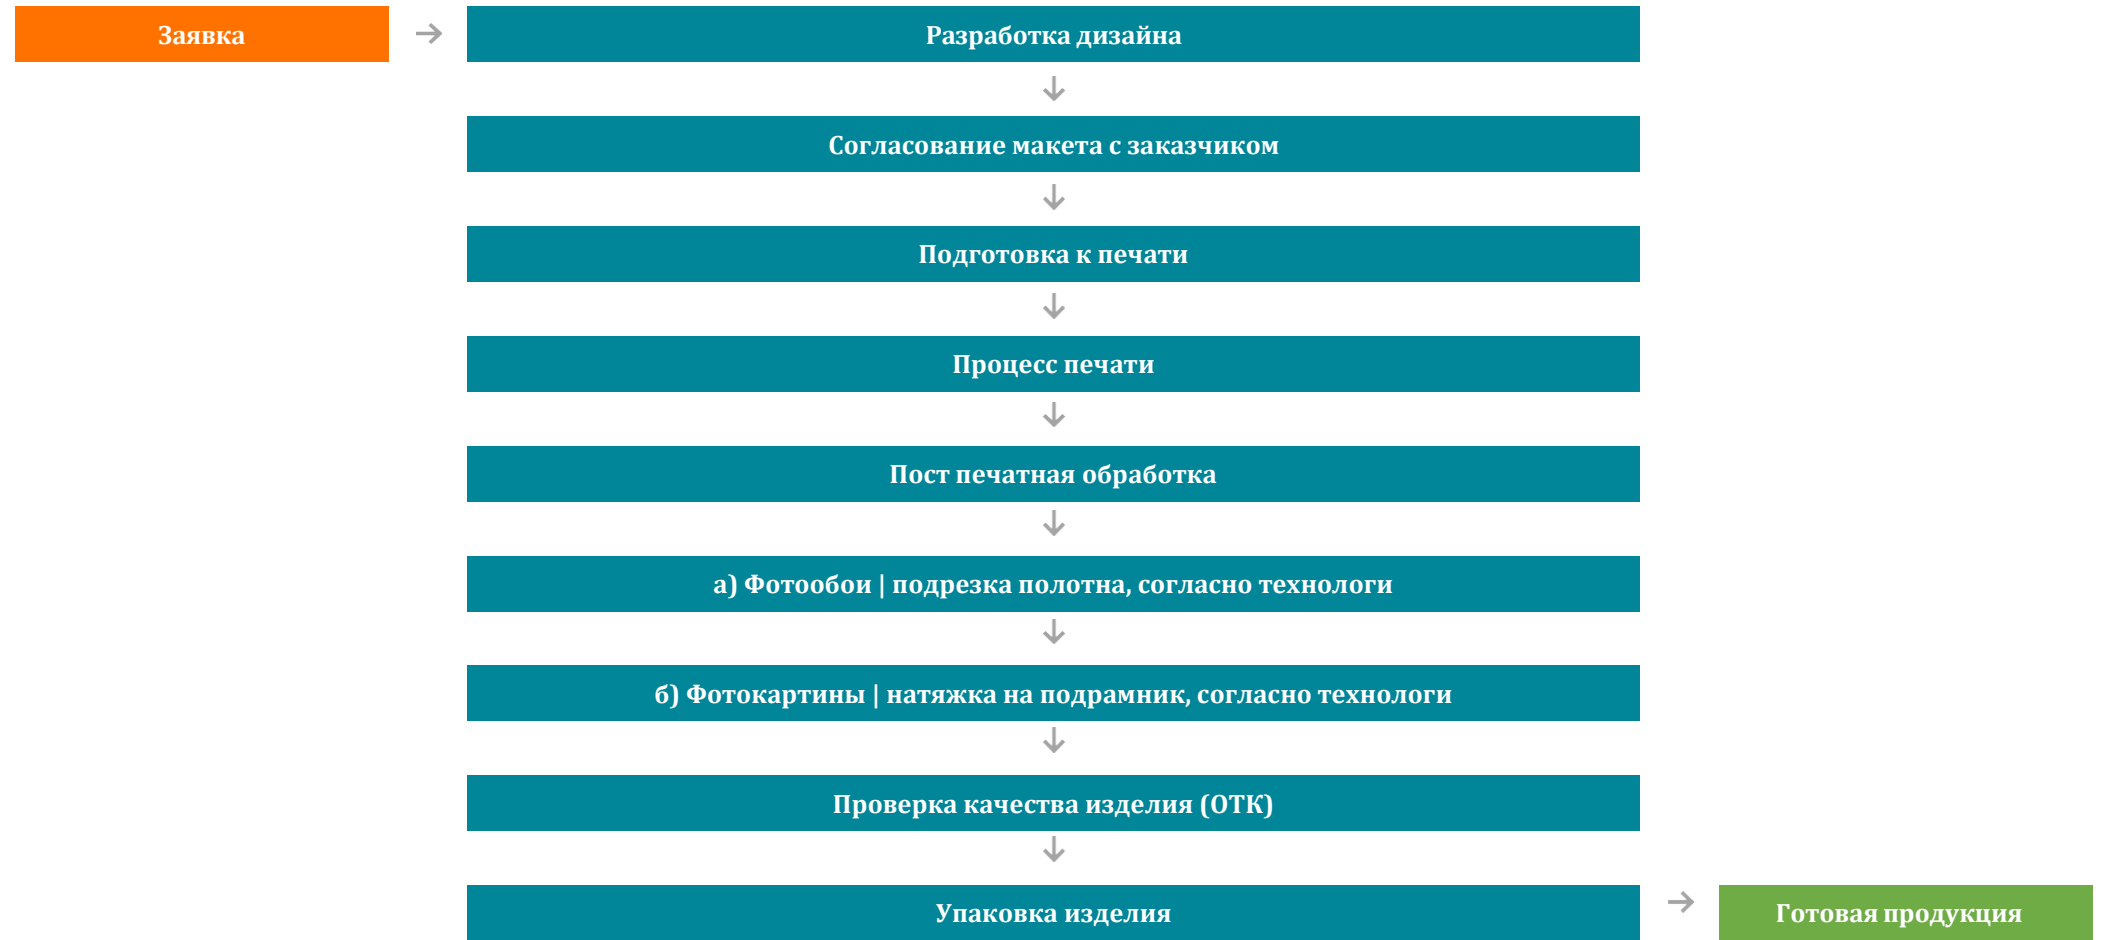 Заявка
Разработка дизайна
Согласование макета с заказчиком
Подготовка к печати
Процесс печати
Пост печатная обработка
а) Фотообои | подрезка полотна, согласно технологи
б) Фотокартины | натяжка на подрамник, согласно технологи
Проверка качества изделия (ОТК)
Упаковка изделия
Готовая продукция